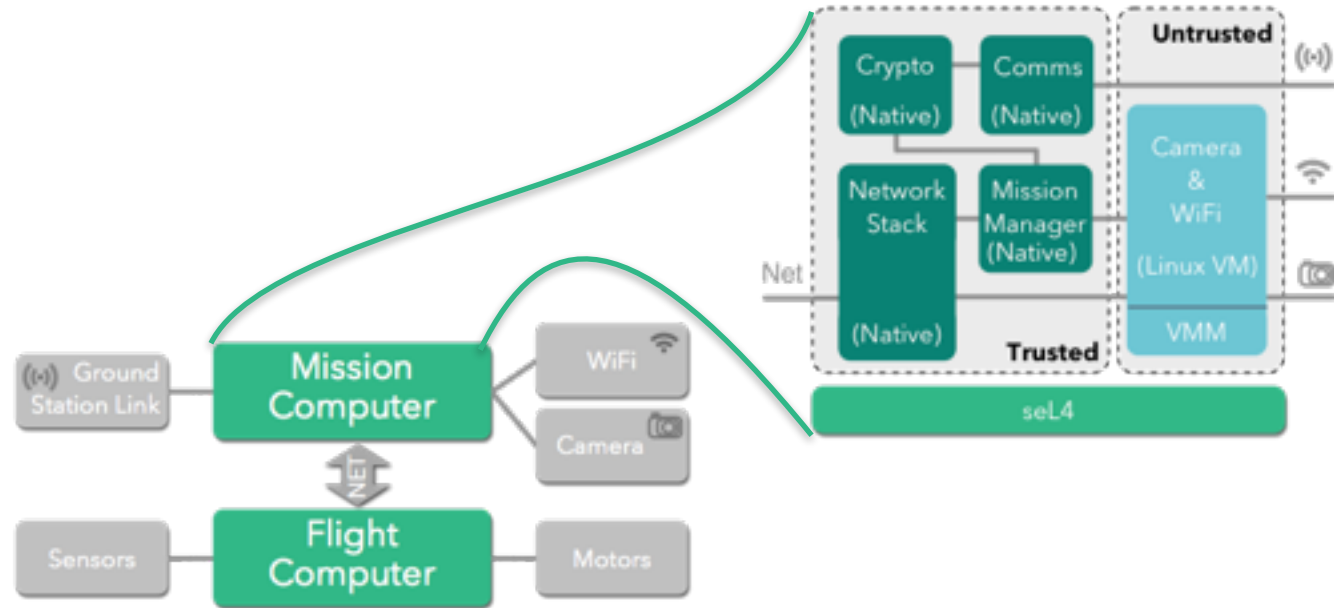 Untrusted
Crypto
(Native)
Comms
(Native)
Camera
&
WiFi
(Linux VM)
VMM
Network
Stack
(Native)
Mission
Manager
(Native)
Net
Trusted
seL4
Ground
Station Link
Mission
Computer
WiFi
Camera
NET
Sensors
Flight
Computer
Motors